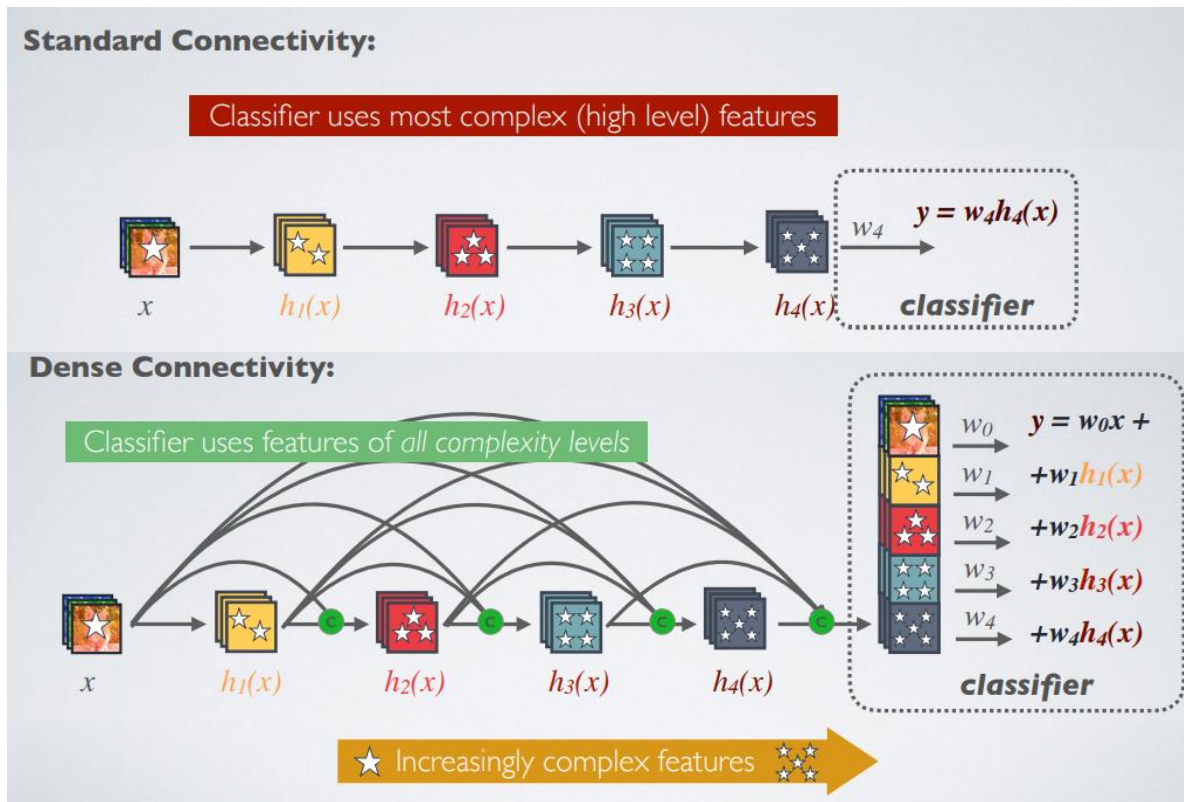 Standard Connectivity:
Classifier uses most complex (high level) features
w4
y = w4h4(x)
x
h1(x)
h2(x)
h3(x)
h4(x)
classifier
Dense Connectivity:
Classifier uses features of all complexity levels
w0
y = w0x +
w1
+w1h1(x)
w2
+w2h2(x)
w3
+w3h3(x)
w4
+w4h4(x)
C
C
C
C
x
h1(x)
h2(x)
h3(x)
h4(x)
classifier
Increasingly complex features